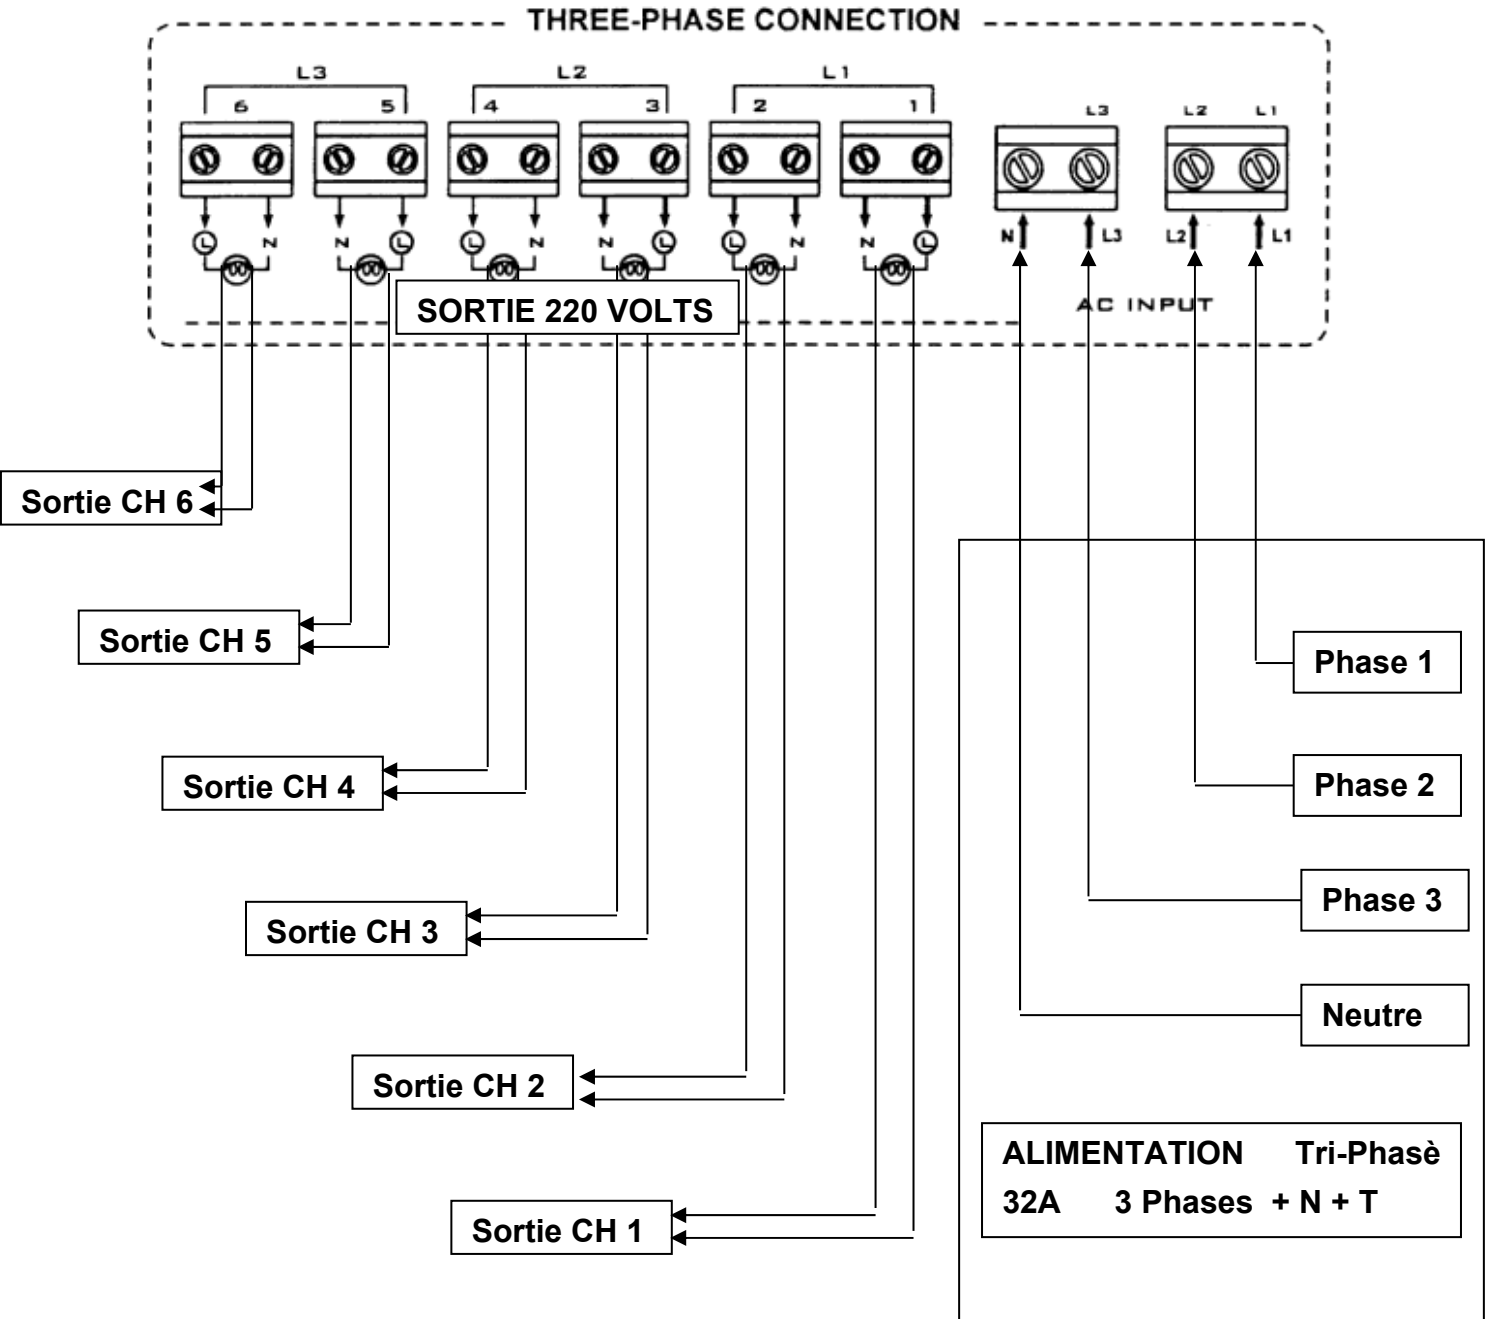 THREE-PHASE CONNECTION
L3 L2 L1
6 5 4 3 2 1 L3 L2 L1
L N N L L N N L L N N L
N L3 L2 L1
AC INPUT
SORTIE 220 VOLTS
Sortie CH 6
Sortie CH 5
Sortie CH 4
Sortie CH 3
Sortie CH 2
Sortie CH 1
Phase 1
Phase 2
Phase 3
Neutre
ALIMENTATION Tri-Phasè
32A 3 Phases + N + T